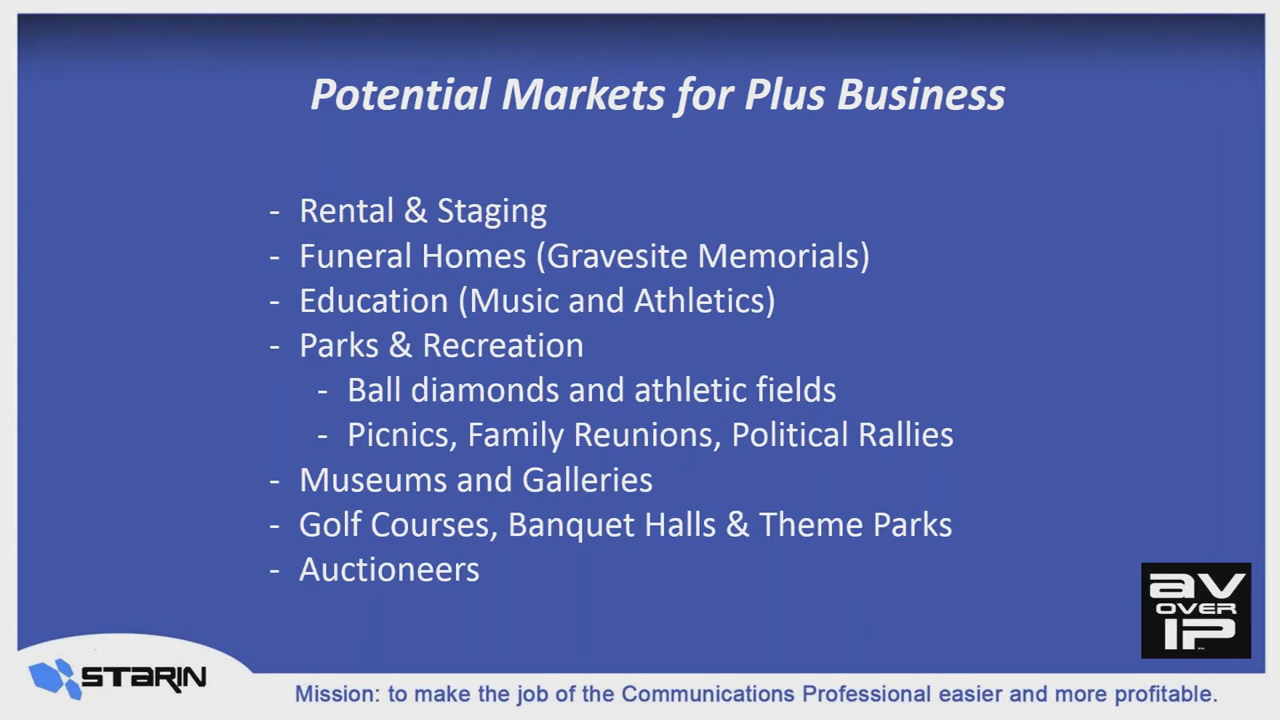 Potential Markets for Plus Business
- Rental & Staging
- Funeral Homes (Gravesite Memorials)
- Education (Music and Athletics)
- Parks & Recreation
- Ball diamonds and athletic fields
- Picnics, Family Reunions, Political Rallies
- Museums and Galleries
- Golf Courses, Banquet Halls & Theme Parks
- Auctioneers
av
OVER
IP
STARIN
Mission: to make the job of the Communications Professional easier and more profitable.